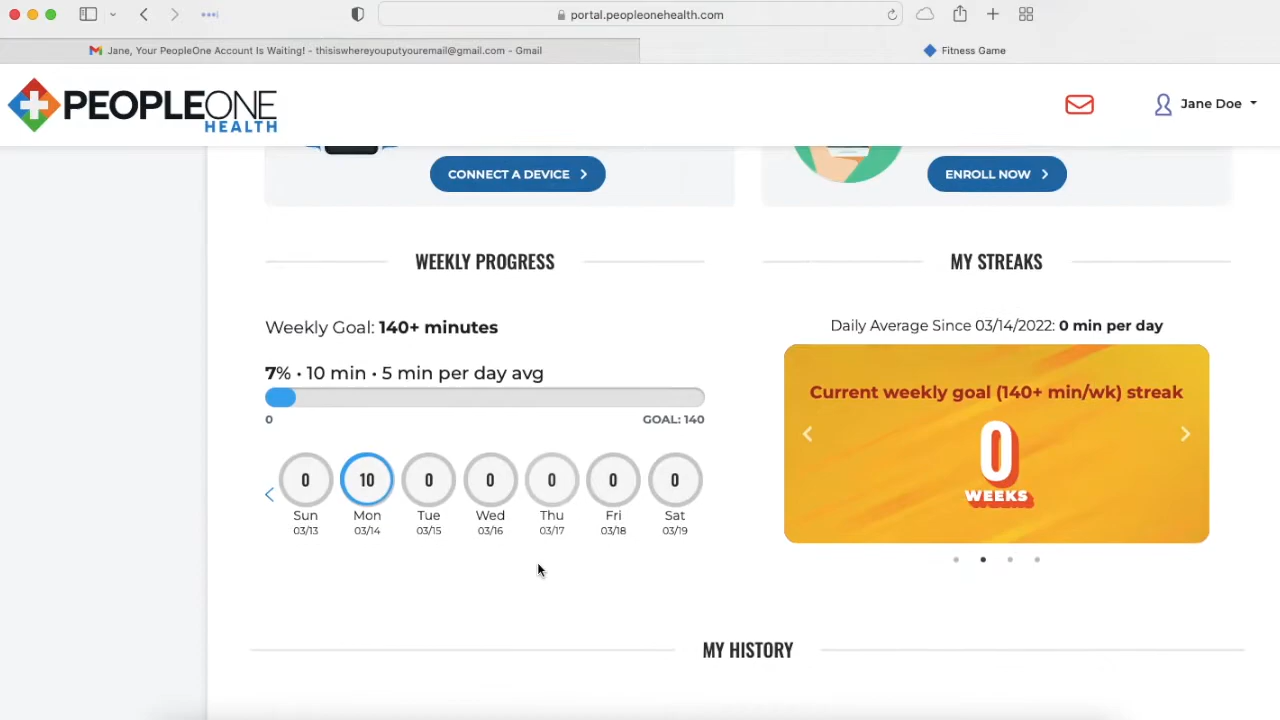 portal.peopleonehealth.com
Jane, Your PeopleOne Account Is Waiting! - thisiswhereyouputyouremail@gmail.com - Gmail
Fitness Game
PEOPLEONE
HEALTH
Jane Doe
CONNECT A DEVICE
ENROLL NOW
WEEKLY PROGRESS
Weekly Goal: 140+ minutes
7% • 10 min • 5 min per day avg
0
GOAL: 140
0 10 0 0 0 0 0
Sun Mon Tue Wed Thu Fri Sat
03/13 03/14 03/15 03/16 03/17 03/18 03/19
MY STREAKS
Daily Average Since 03/14/2022: 0 min per day
Current weekly goal (140+ min/wk) streak
0
WEEKS
MY HISTORY